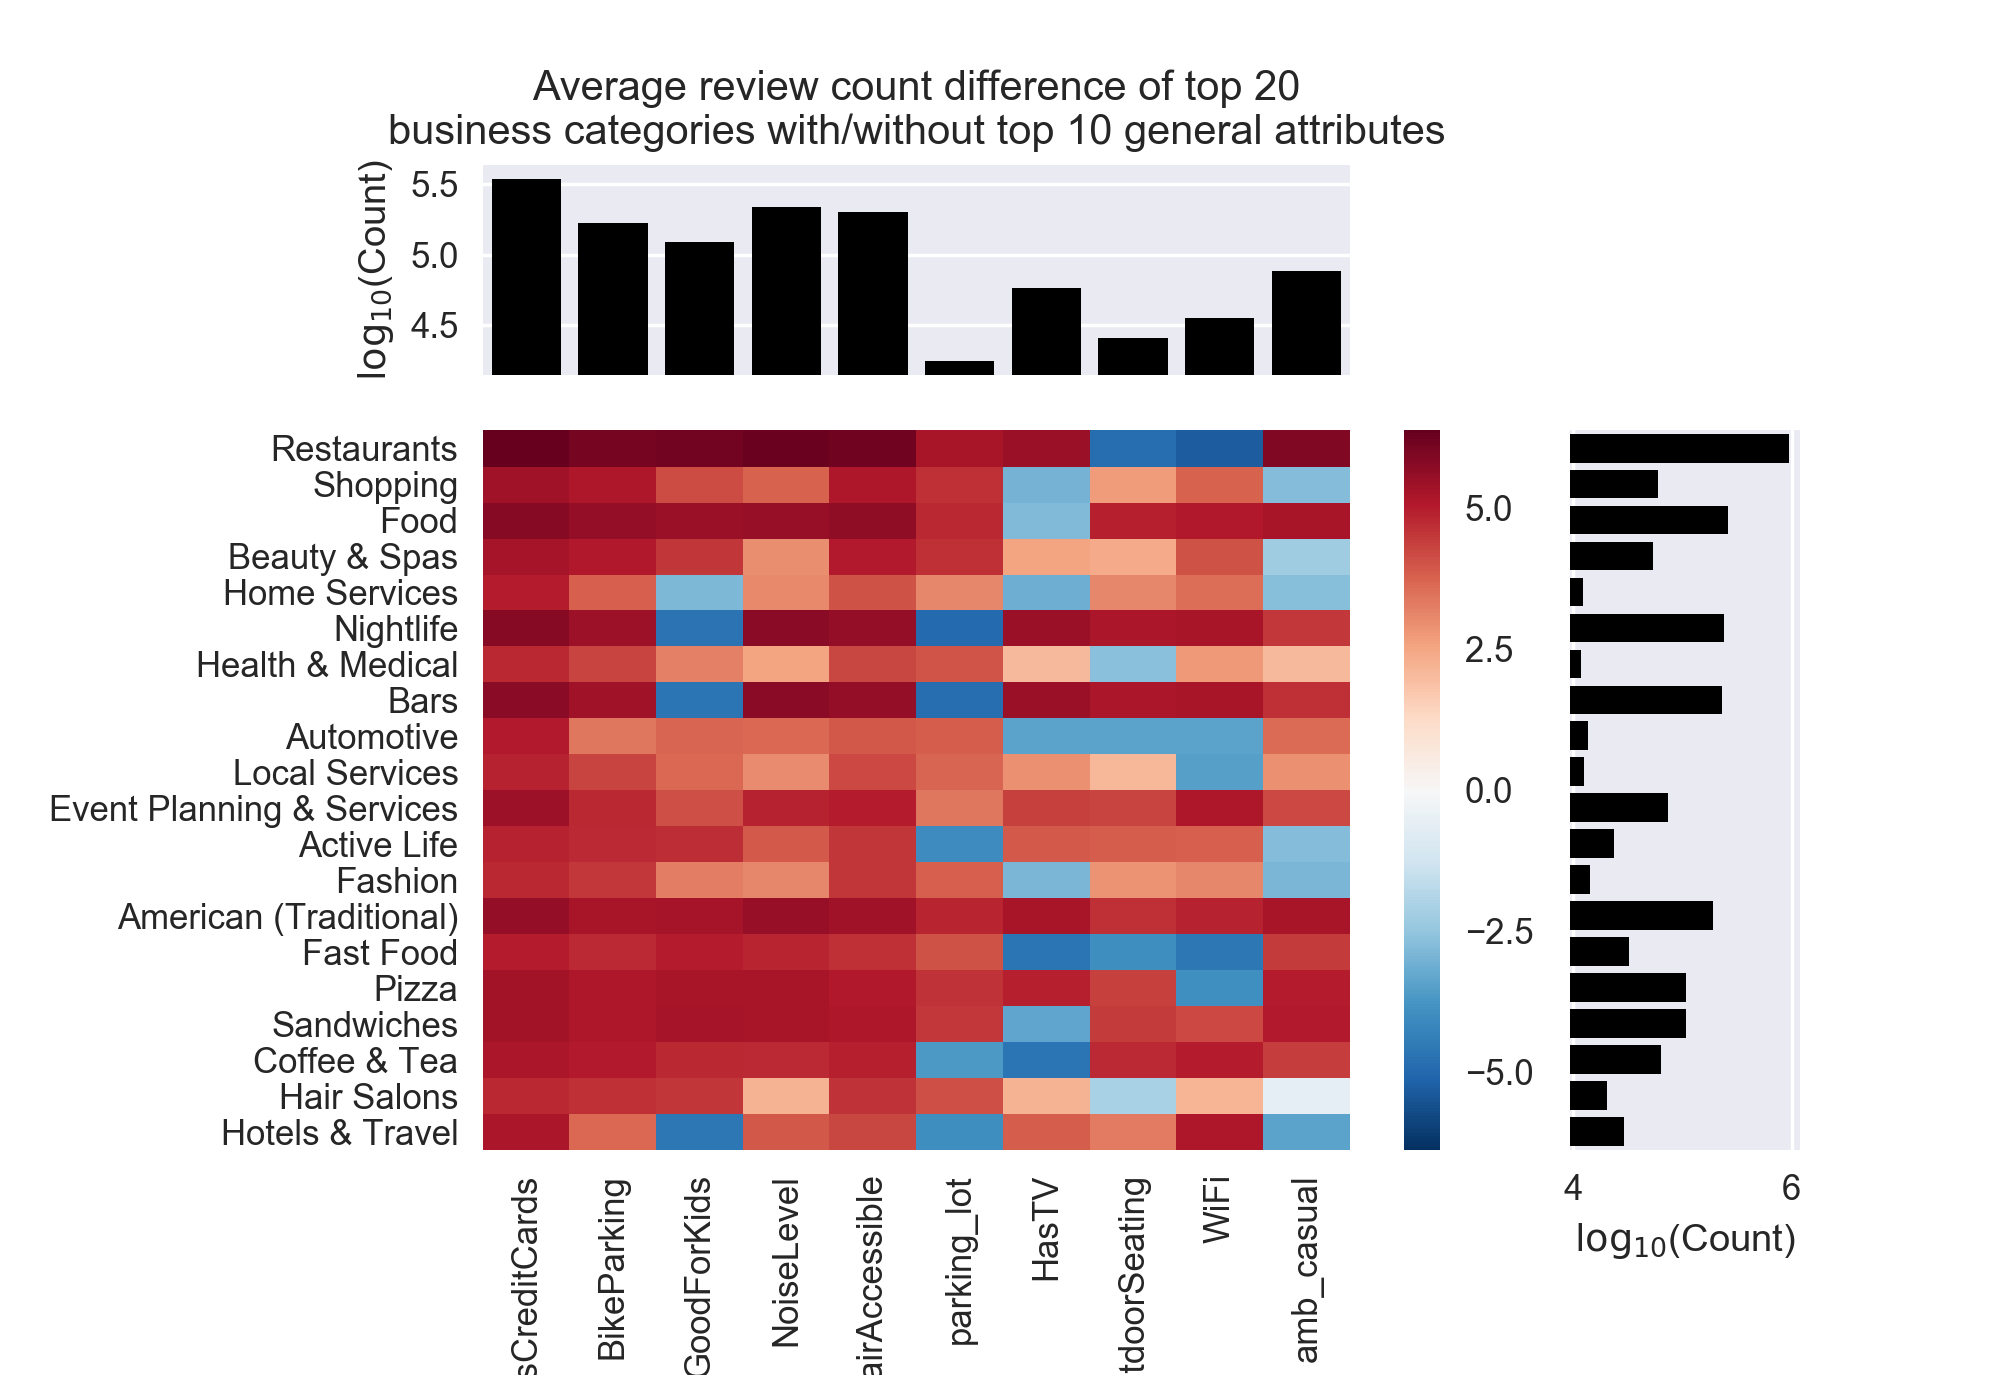 Average review count difference of top 20
business categories with/without top 10 general attributes
log₁₀(Count)
5.5
5.0
4.5
Restaurants
Shopping
Food
Beauty & Spas
Home Services
Nightlife
Health & Medical
Bars
Automotive
Local Services
Event Planning & Services
Active Life
Fashion
American (Traditional)
Fast Food
Pizza
Sandwiches
Coffee & Tea
Hair Salons
Hotels & Travel
sCreditCards
BikeParking
GoodForKids
NoiseLevel
airAccessible
parking_lot
HasTV
tdoorSeating
WiFi
amb_casual
5.0
2.5
0.0
−2.5
−5.0
4
6
log₁₀(Count)